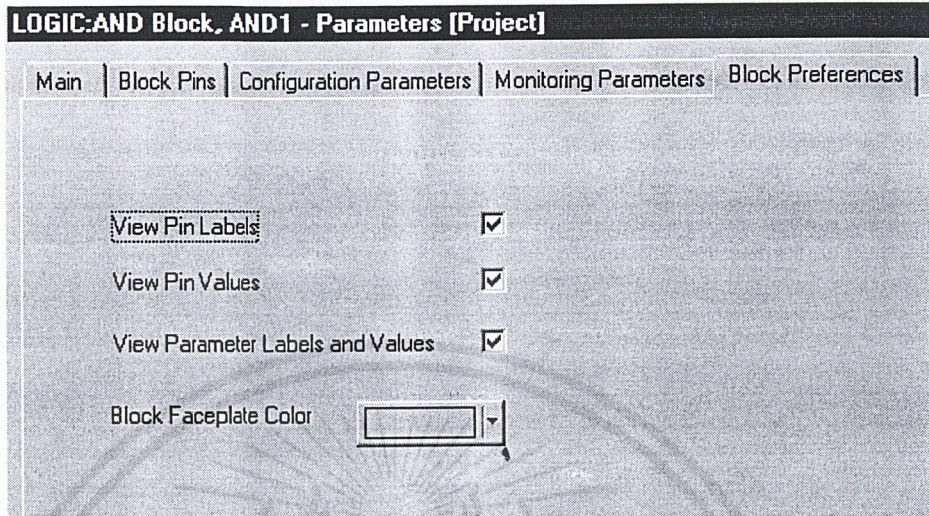 LOGIC:AND Block, AND1 - Parameters [Project]
Main Block Pins Configuration Parameters Monitoring Parameters Block Preferences
View Pin Labels
View Pin Values
View Parameter Labels and Values
Block Faceplate Color